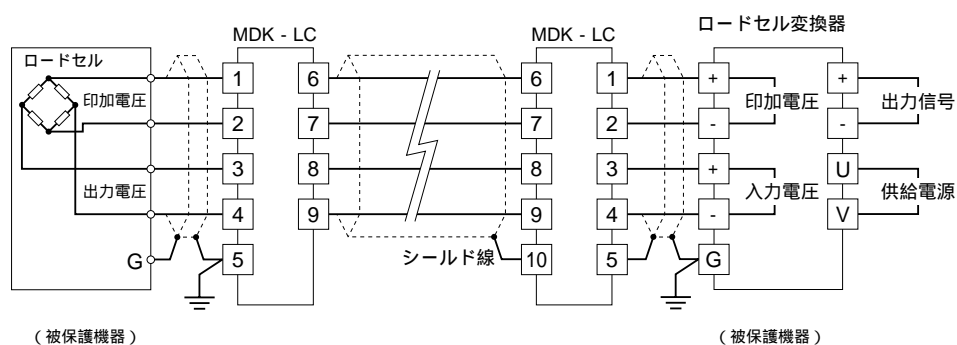 ロードセル変換器
MDK - LC
MDK - LC
ロードセル
1
6
6
1
+
+
印加電圧
印加電圧
出力信号
2
7
7
2
-
-
3
8
8
3
+
U
出力電圧
入力電圧
供給電源
4
9
9
4
-
V
G
5
シールド線
10
5
G
(被保護機器)
(被保護機器)